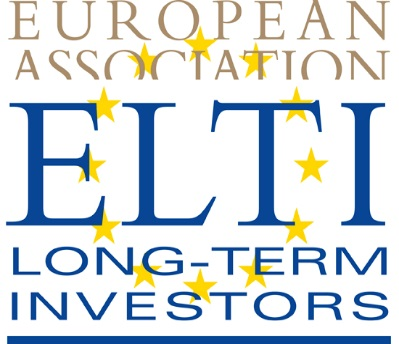 EUROPEAN
ASSOCIATION
ELTI
LONG-TERM
INVESTORS